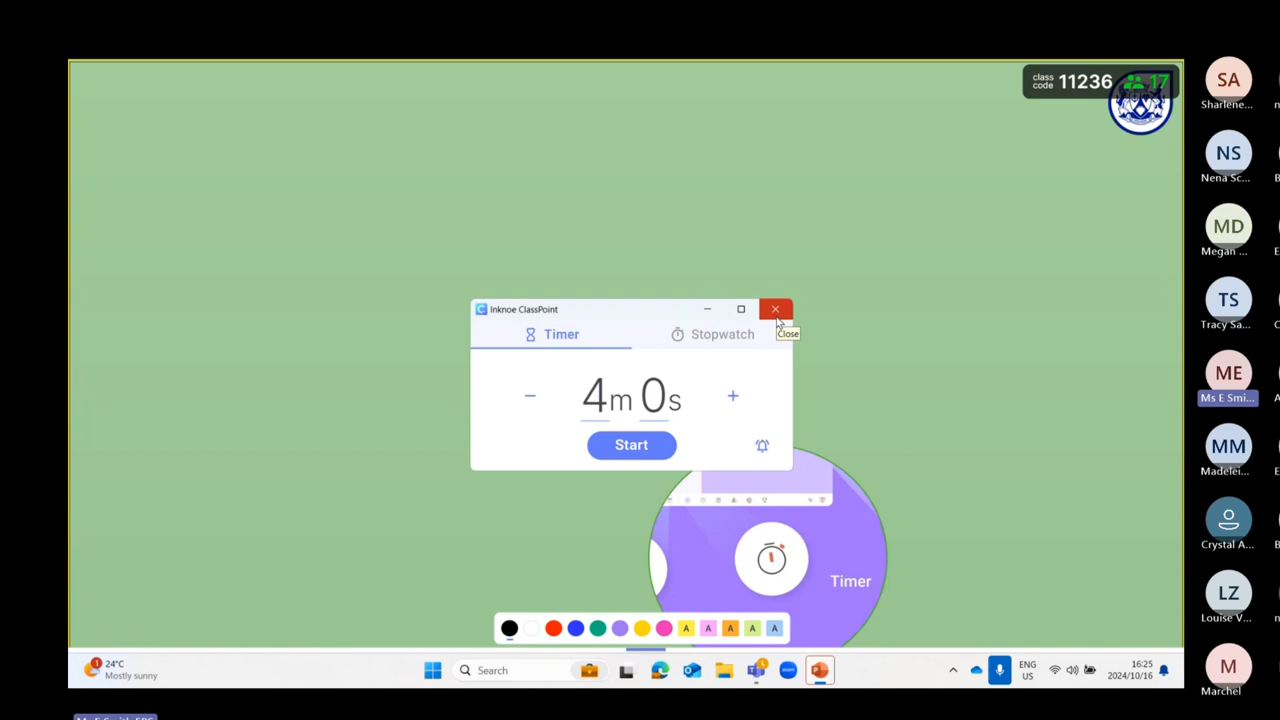 class code 11236 17
SA
Sharlene...
NS
Nena Sc...
MD
Megan ...
TS
Tracy Sa...
ME
Ms E Smi...
MM
Madelei...
Crystal A...
LZ
Louise V...
M
Marchel
Inknoe ClassPoint
Close
Timer
Stopwatch
4m 0s
Start
Timer
A A A A A
24°C
Mostly sunny
Search
ENG
US
16:25
2024/10/16